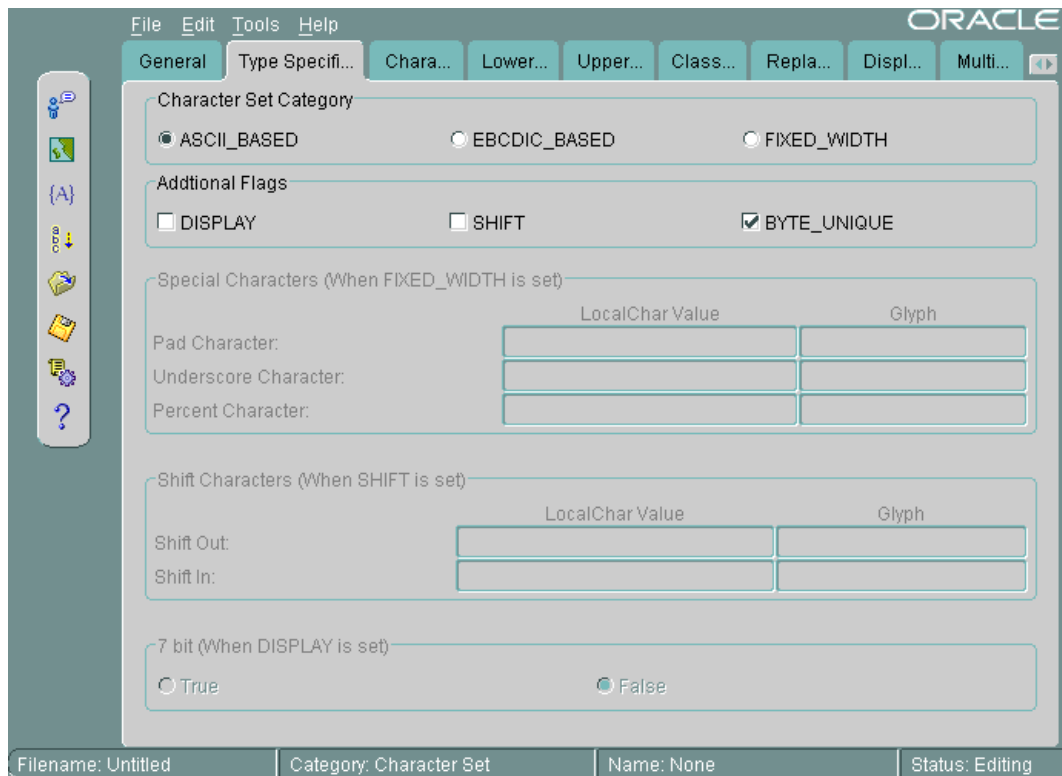 File Edit Tools Help ORACLE
General Type Specifi... Chara... Lower... Upper... Class... Repla... Displ... Multi...
Character Set Category
ASCII_BASED EBCDIC_BASED FIXED_WIDTH
Addtional Flags
DISPLAY SHIFT BYTE_UNIQUE
Special Characters (When FIXED_WIDTH is set)
LocalChar Value Glyph
Pad Character:
Underscore Character:
Percent Character:
Shift Characters (When SHIFT is set)
LocalChar Value Glyph
Shift Out:
Shift In:
7 bit (When DISPLAY is set)
True False
{A}
a
b
c
?
Filename: Untitled Category: Character Set Name: None Status: Editing